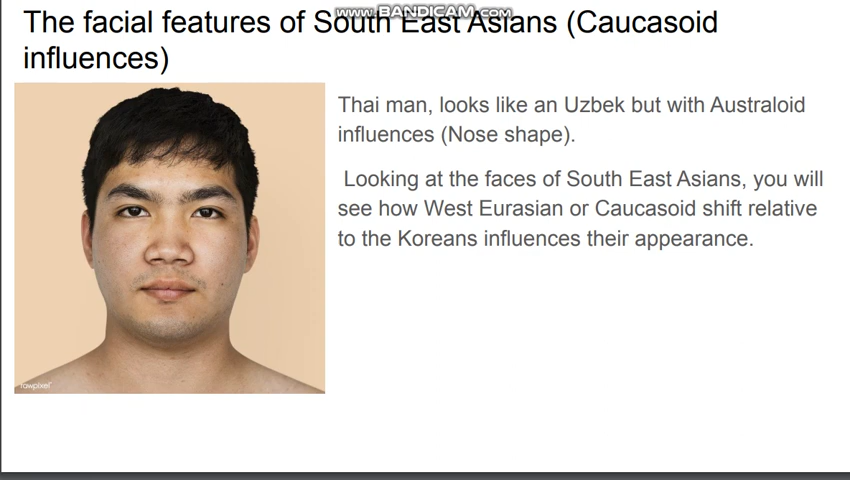 www.BANDICAM.com
The facial features of South East Asians (Caucasoid
influences)
Thai man, looks like an Uzbek but with Australoid
influences (Nose shape).
Looking at the faces of South East Asians, you will
see how West Eurasian or Caucasoid shift relative
to the Koreans influences their appearance.
rawpixel